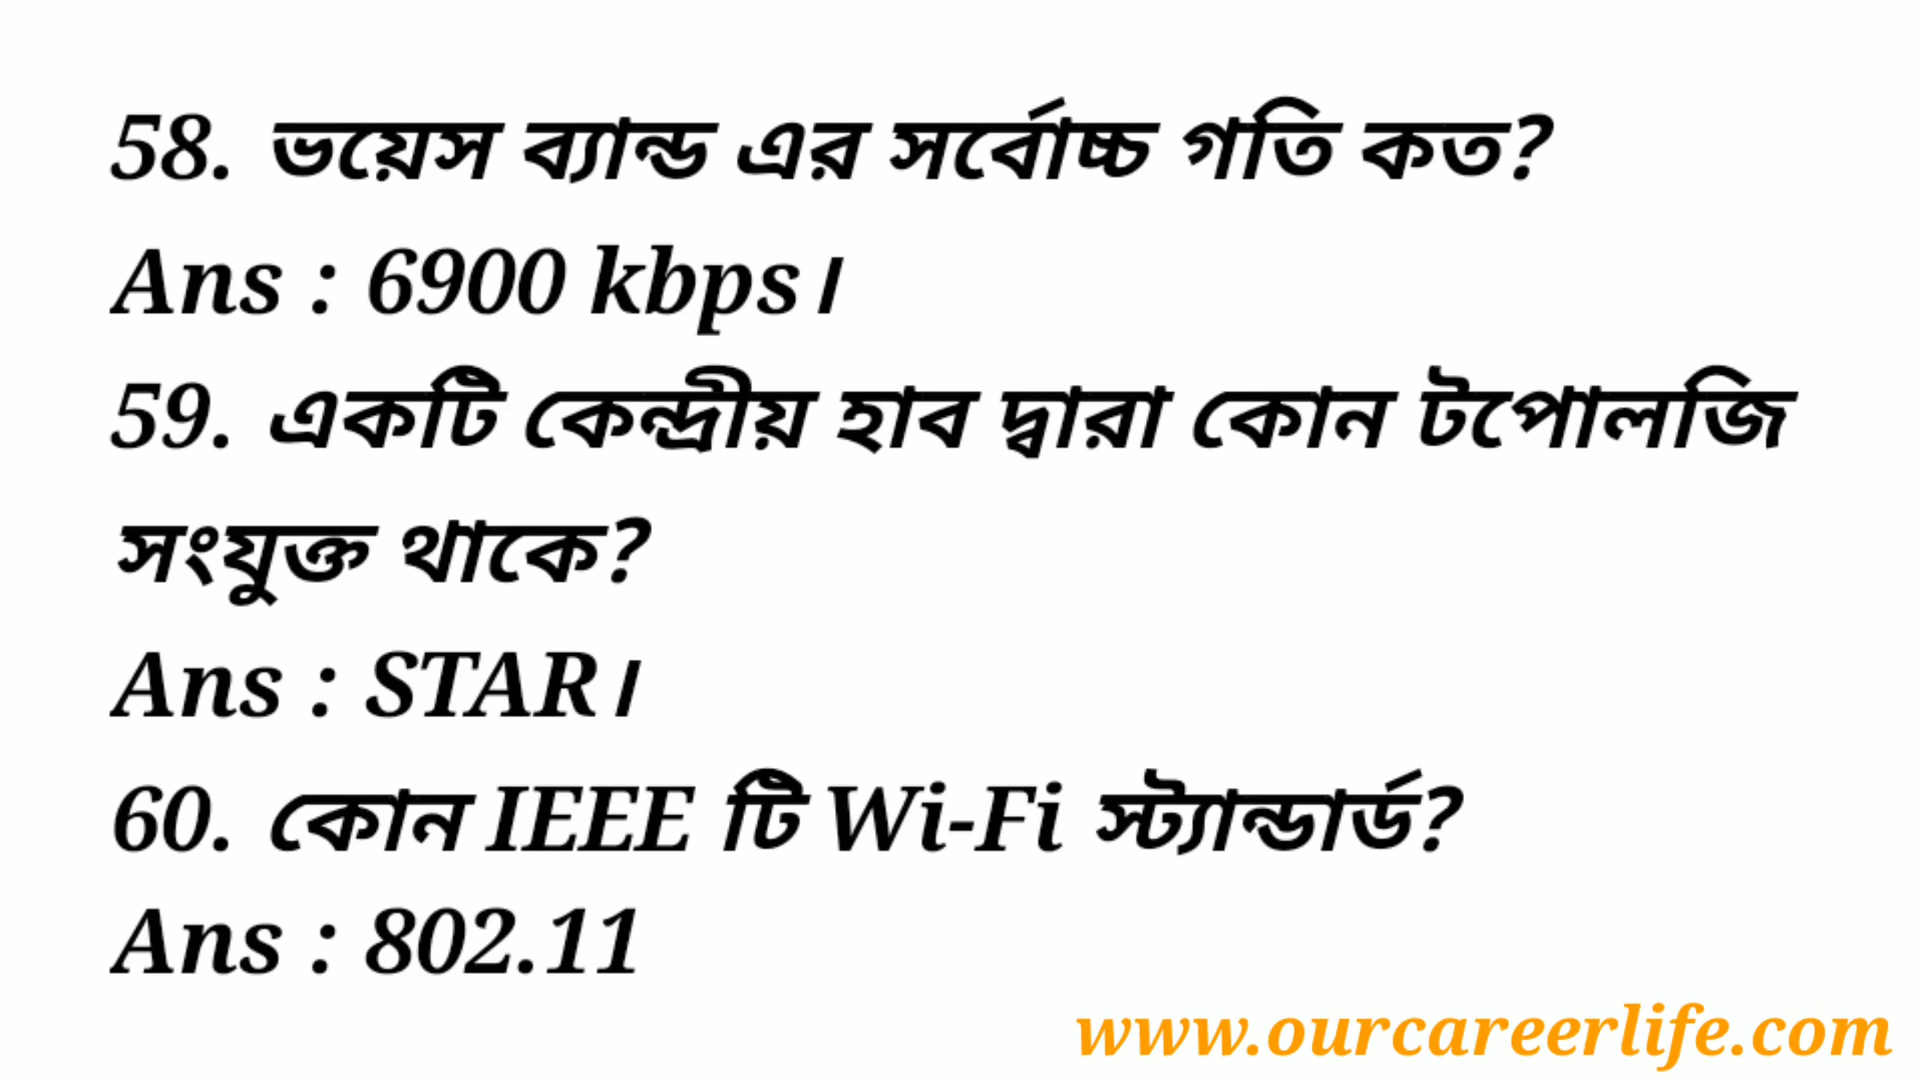 58. ভয়েস ব্যান্ড এর সর্বোচ্চ গতি কত?
Ans : 6900 kbps।
59. একটি কেন্দ্রীয় হাব দ্বারা কোন টপোলজি
সংযুক্ত থাকে?
Ans : STAR।
60. কোন IEEE টি Wi-Fi স্ট্যান্ডার্ড?
Ans : 802.11
www.ourcareerlife.com